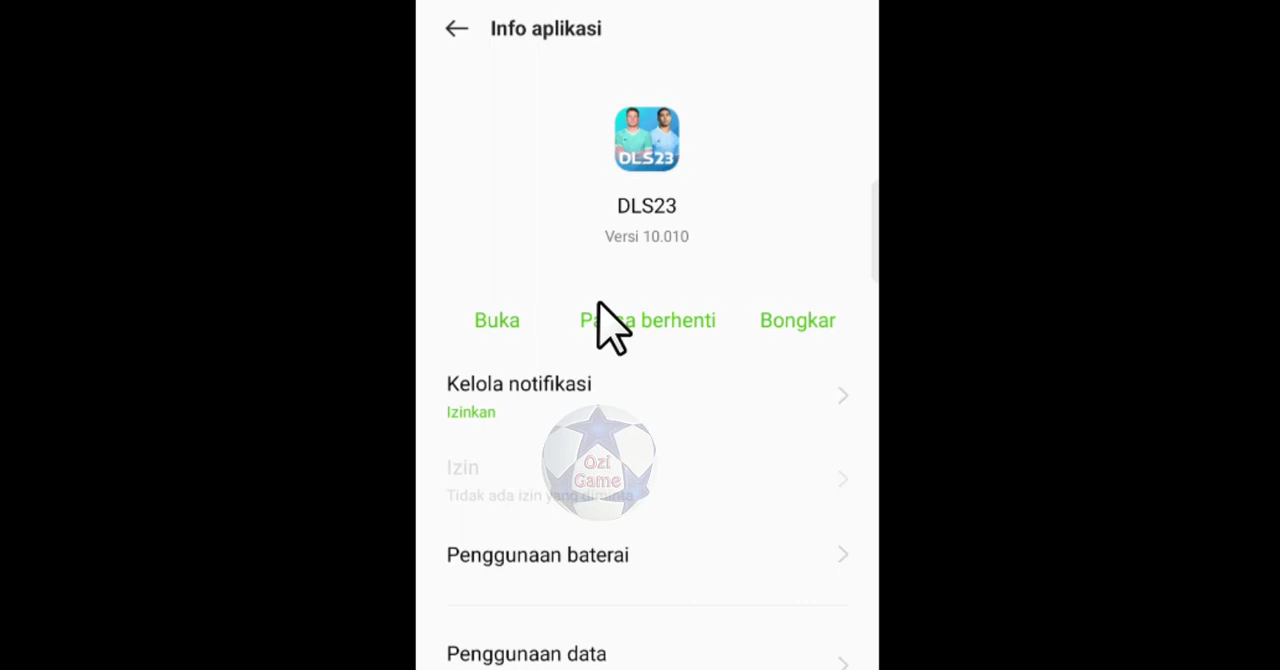 Info aplikasi
DLS23
DLS23
Versi 10.010
Buka
berhenti
Bongkar
Kelola notifikasi
Izinkan
Ozi
Game
Izin
Tidak ada izin yang diminta
Penggunaan baterai
Penggunaan data